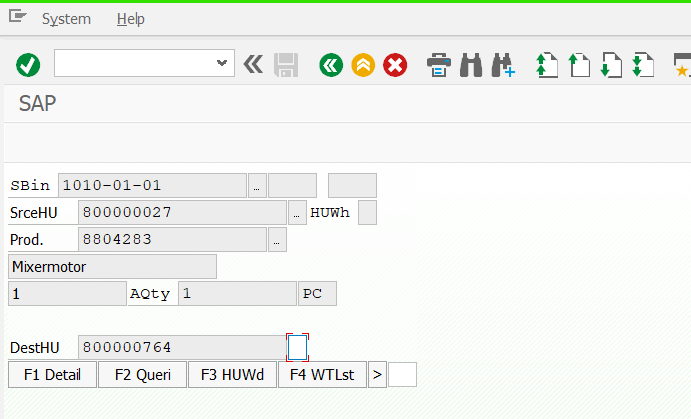 System Help
SAP
SBin 1010-01-01 ...
SrceHU 800000027 ... HUWh
Prod. 8804283 ...
Mixermotor
1 AQty 1 PC
DestHU 800000764
F1 Detail F2 Queri F3 HUWd F4 WTLst >